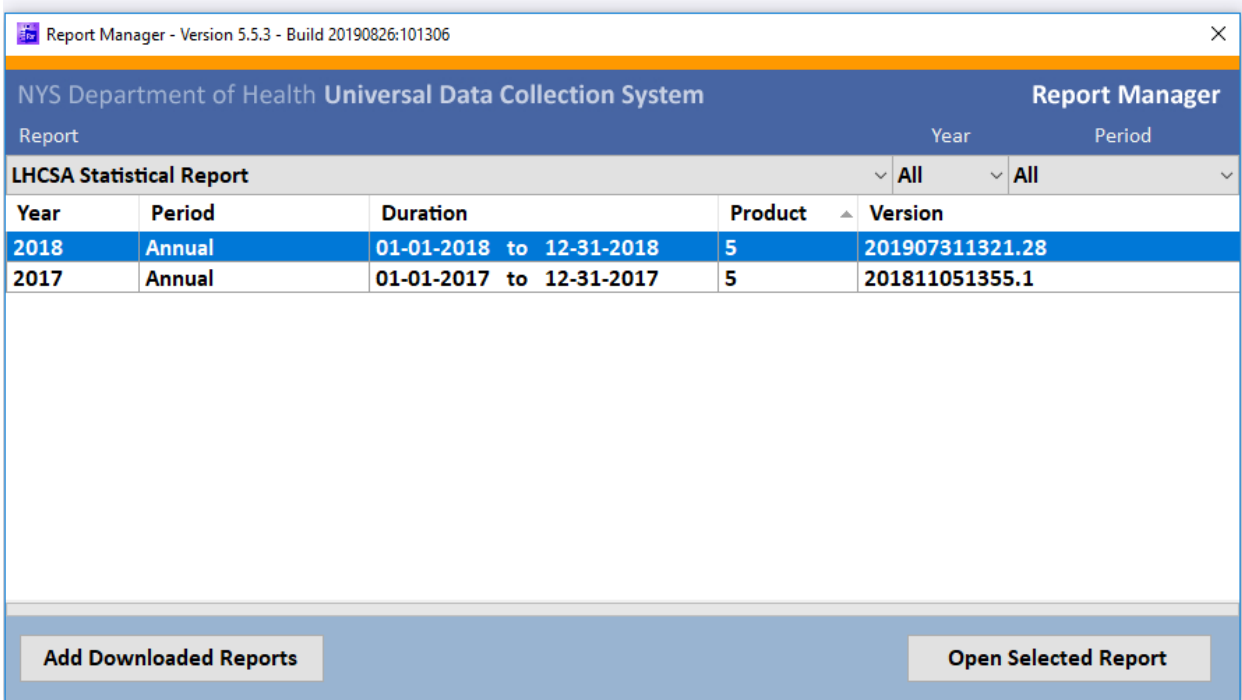 Report Manager - Version 5.5.3 - Build 20190826:101306
NYS Department of Health Universal Data Collection System Report Manager
Report Year Period
LHCSA Statistical Report All All
Year Period Duration Product Version
2018 Annual 01-01-2018 to 12-31-2018 5 201907311321.28
2017 Annual 01-01-2017 to 12-31-2017 5 201811051355.1
Add Downloaded Reports Open Selected Report